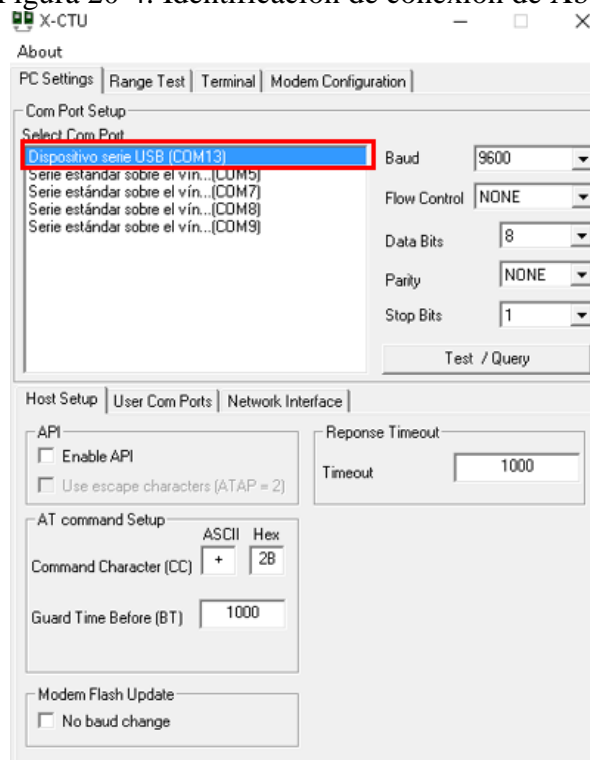 Figura 20-4. Identificación de conexión de
X-CTU
About
PC Settings Range Test Terminal Modem Configuration
Com Port Setup
Select Com Port
Dispositivo serie USB (COM13)
Serie estándar sobre el vín...(COM5)
Serie estándar sobre el vín...(COM7)
Serie estándar sobre el vín...(COM8)
Serie estándar sobre el vín...(COM9)
Baud 9600
Flow Control NONE
Data Bits 8
Parity NONE
Stop Bits 1
Test / Query
Host Setup User Com Ports Network Interface
API
Enable API
Use escape characters (ATAP = 2)
Reponse Timeout
Timeout 1000
AT command Setup
ASCII Hex
Command Character (CC) + 2B
Guard Time Before (BT) 1000
Modem Flash Update
No baud change